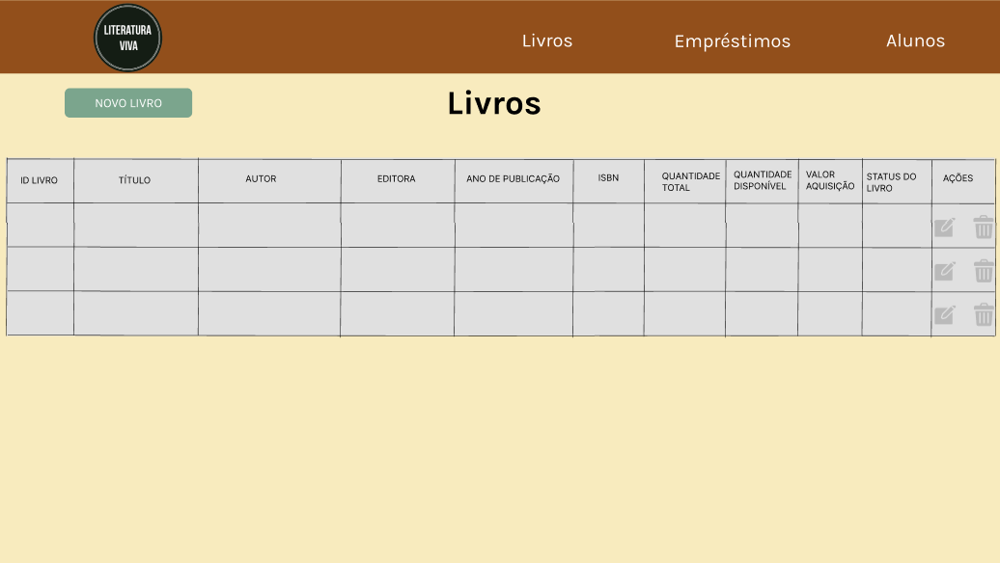 LITERATURA
VIVA
Livros
Empréstimos
Alunos
NOVO LIVRO
Livros
ID LIVRO
TÍTULO
AUTOR
EDITORA
ANO DE PUBLICAÇÃO
ISBN
QUANTIDADE
TOTAL
QUANTIDADE
DISPONÍVEL
VALOR
AQUISIÇÃO
STATUS DO
LIVRO
AÇÕES